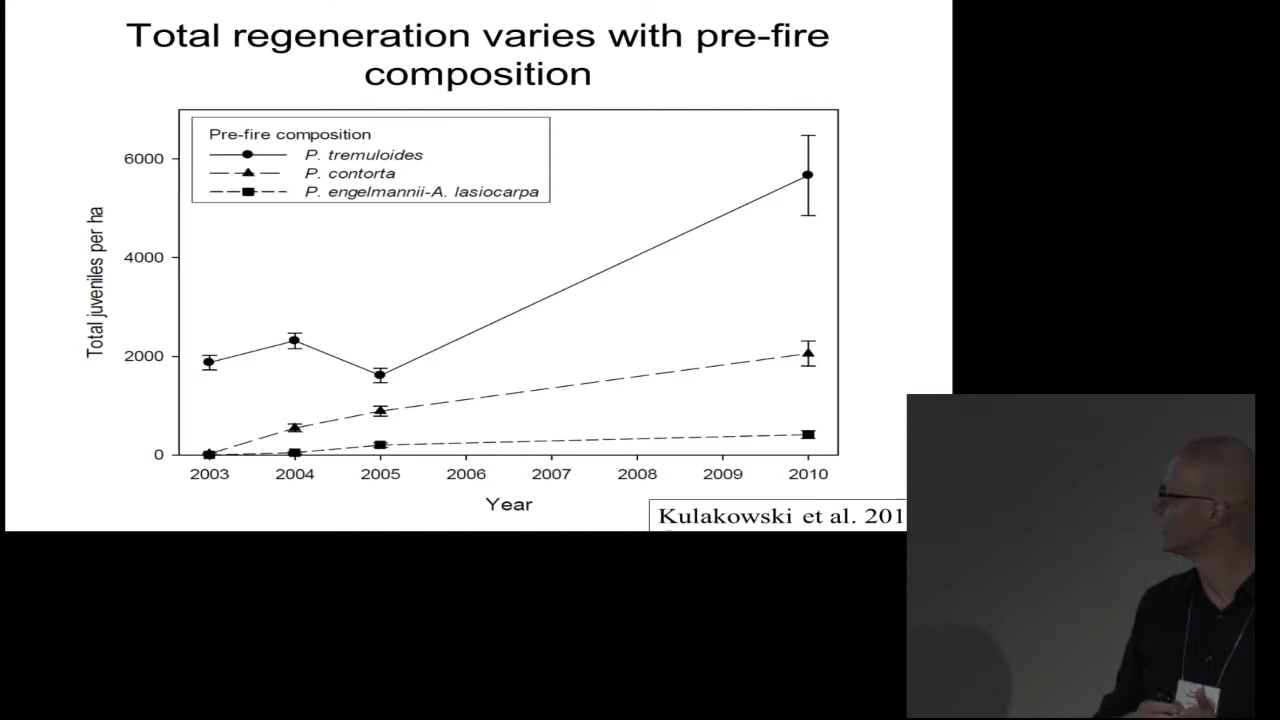 Total regeneration varies with pre-fire
composition
Pre-fire composition
P. tremuloides
P. contorta
P. engelmannii-A. lasiocarpa
Total juveniles per ha
6000
4000
2000
0
2003 2004 2005 2006 2007 2008 2009 2010
Year
Kulakowski et al. 201